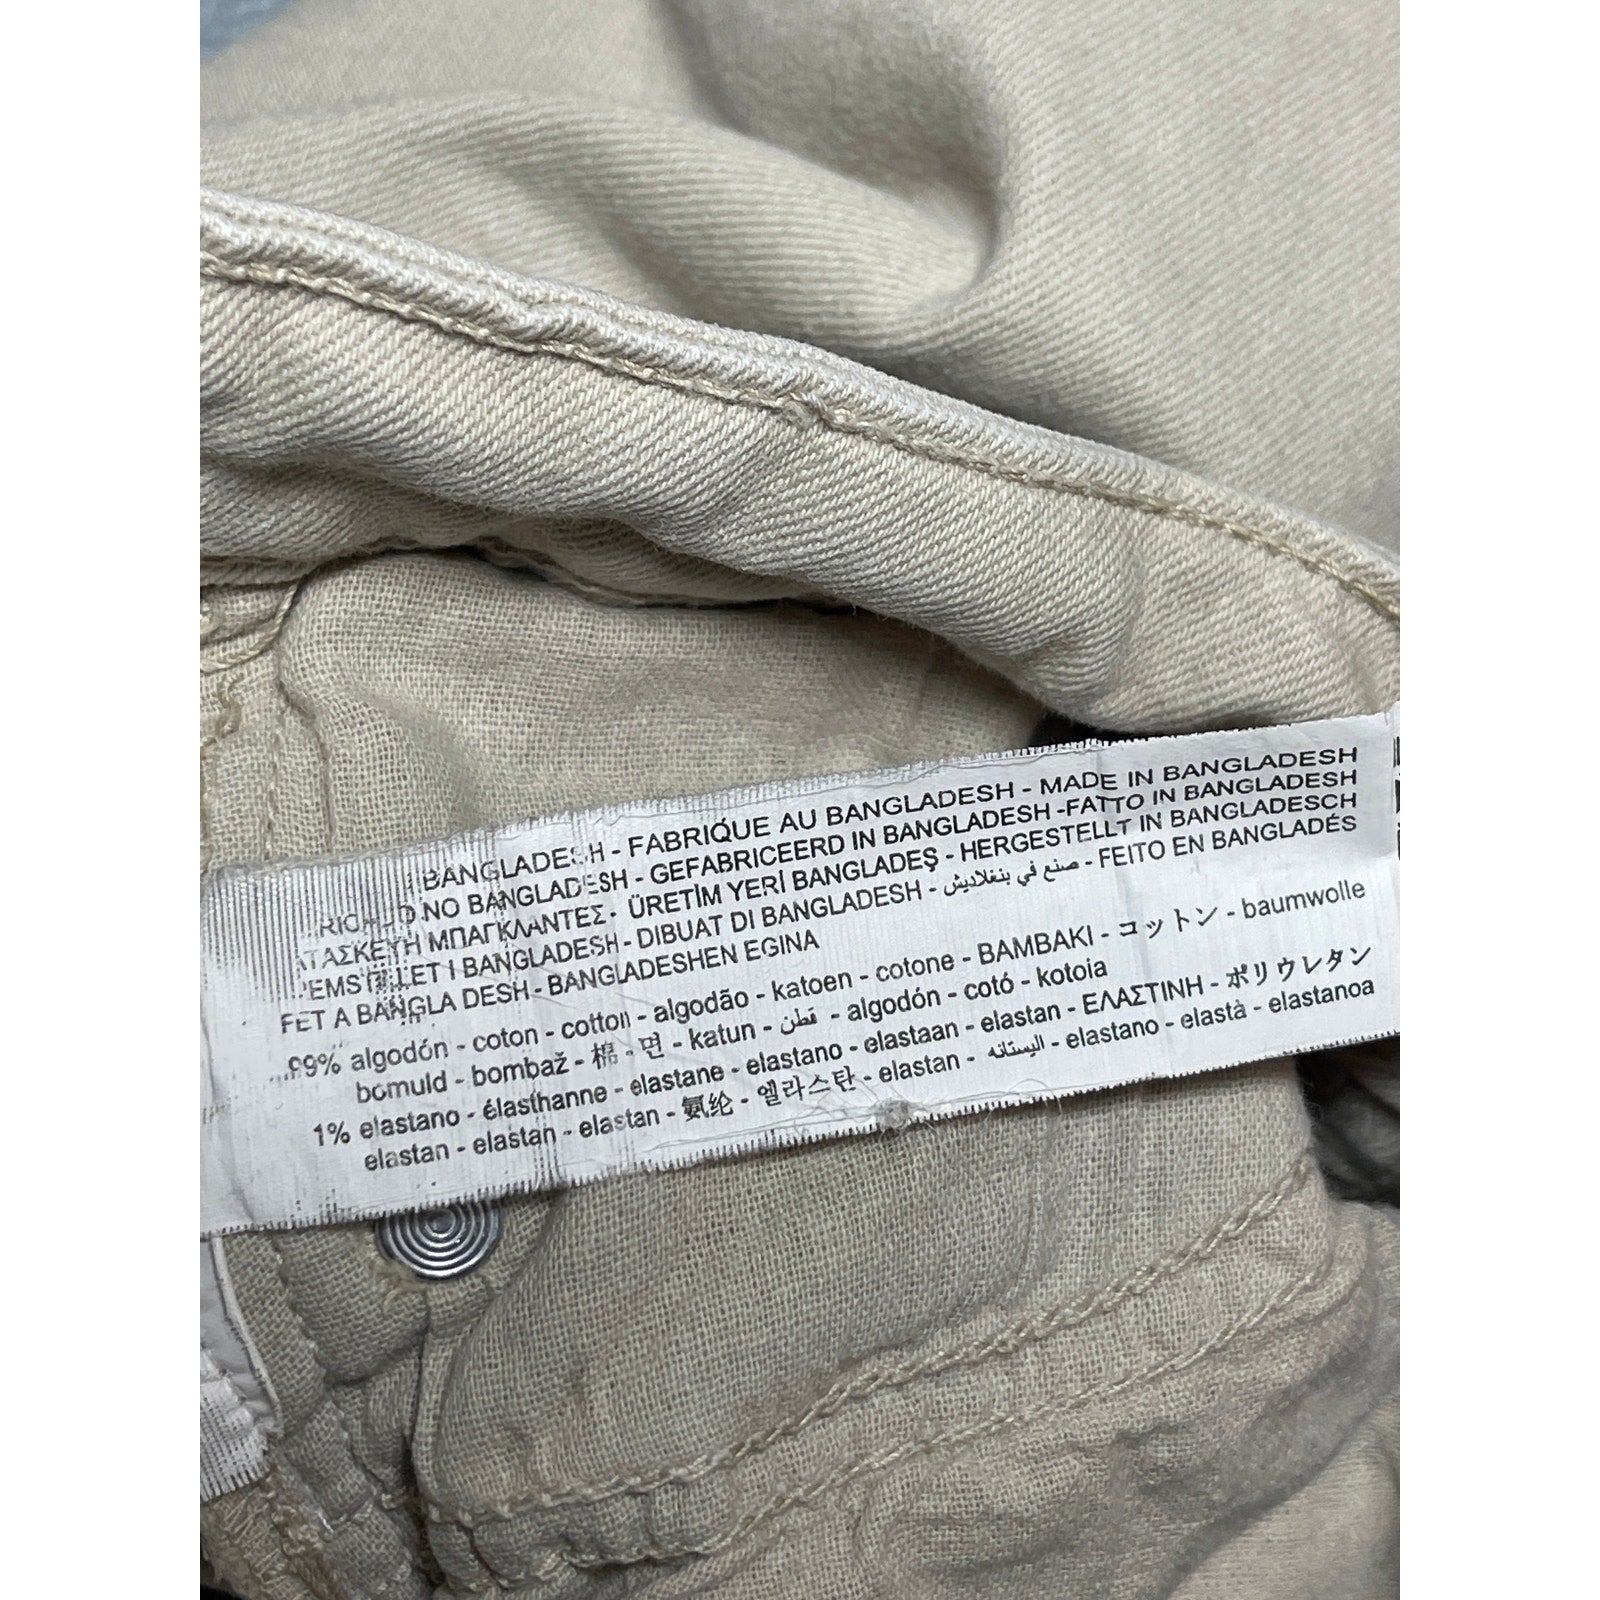 BANGLADESH - FABRIQUE AU BANGLADESH - MADE IN BANGLADESH
NO BANGLADESH - GEFABRICEERD IN BANGLADESH -FATTO IN BANGLADESH
ΜΠΑΓΚΛΑΝΤΕΣ - ÜRETİM YERİ BANGLADEŞ - HERGESTELLT IN BANGLADESCH
I BANGLADESH - DIBUAT DI BANGLADESH - صنع في بنغلاديش - FEITO EN BANGLADÉS
FET A BANGLA DESH - BANGLADESHEN EGINA
99% algodón - coton - cotton - algodão - katoen - cotone - BAMBAKI - コットン - baumwolle
bomuld - bombaž - 棉 - 면 - katun - قطن - algodón - cotó - kotoia
1% elastano - élasthanne - elastane - elastano - elastaan - elastan - ΕΛΑΣΤΙΝΗ - ポリウレタン
elastan - elastan - elastan - 氨纶 - 엘라스탄 - elastan - اليستانه - elastano - elastà - elastanoa